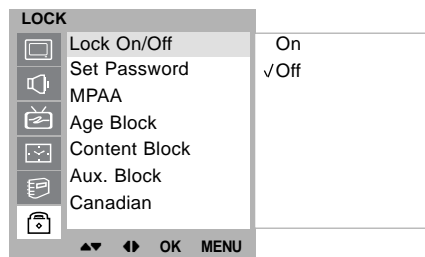 LOCK
Lock On/Off On
Set Password √Off
MPAA
Age Block
Content Block
Aux. Block
Canadian
▲▼ ◀▶ OK MENU